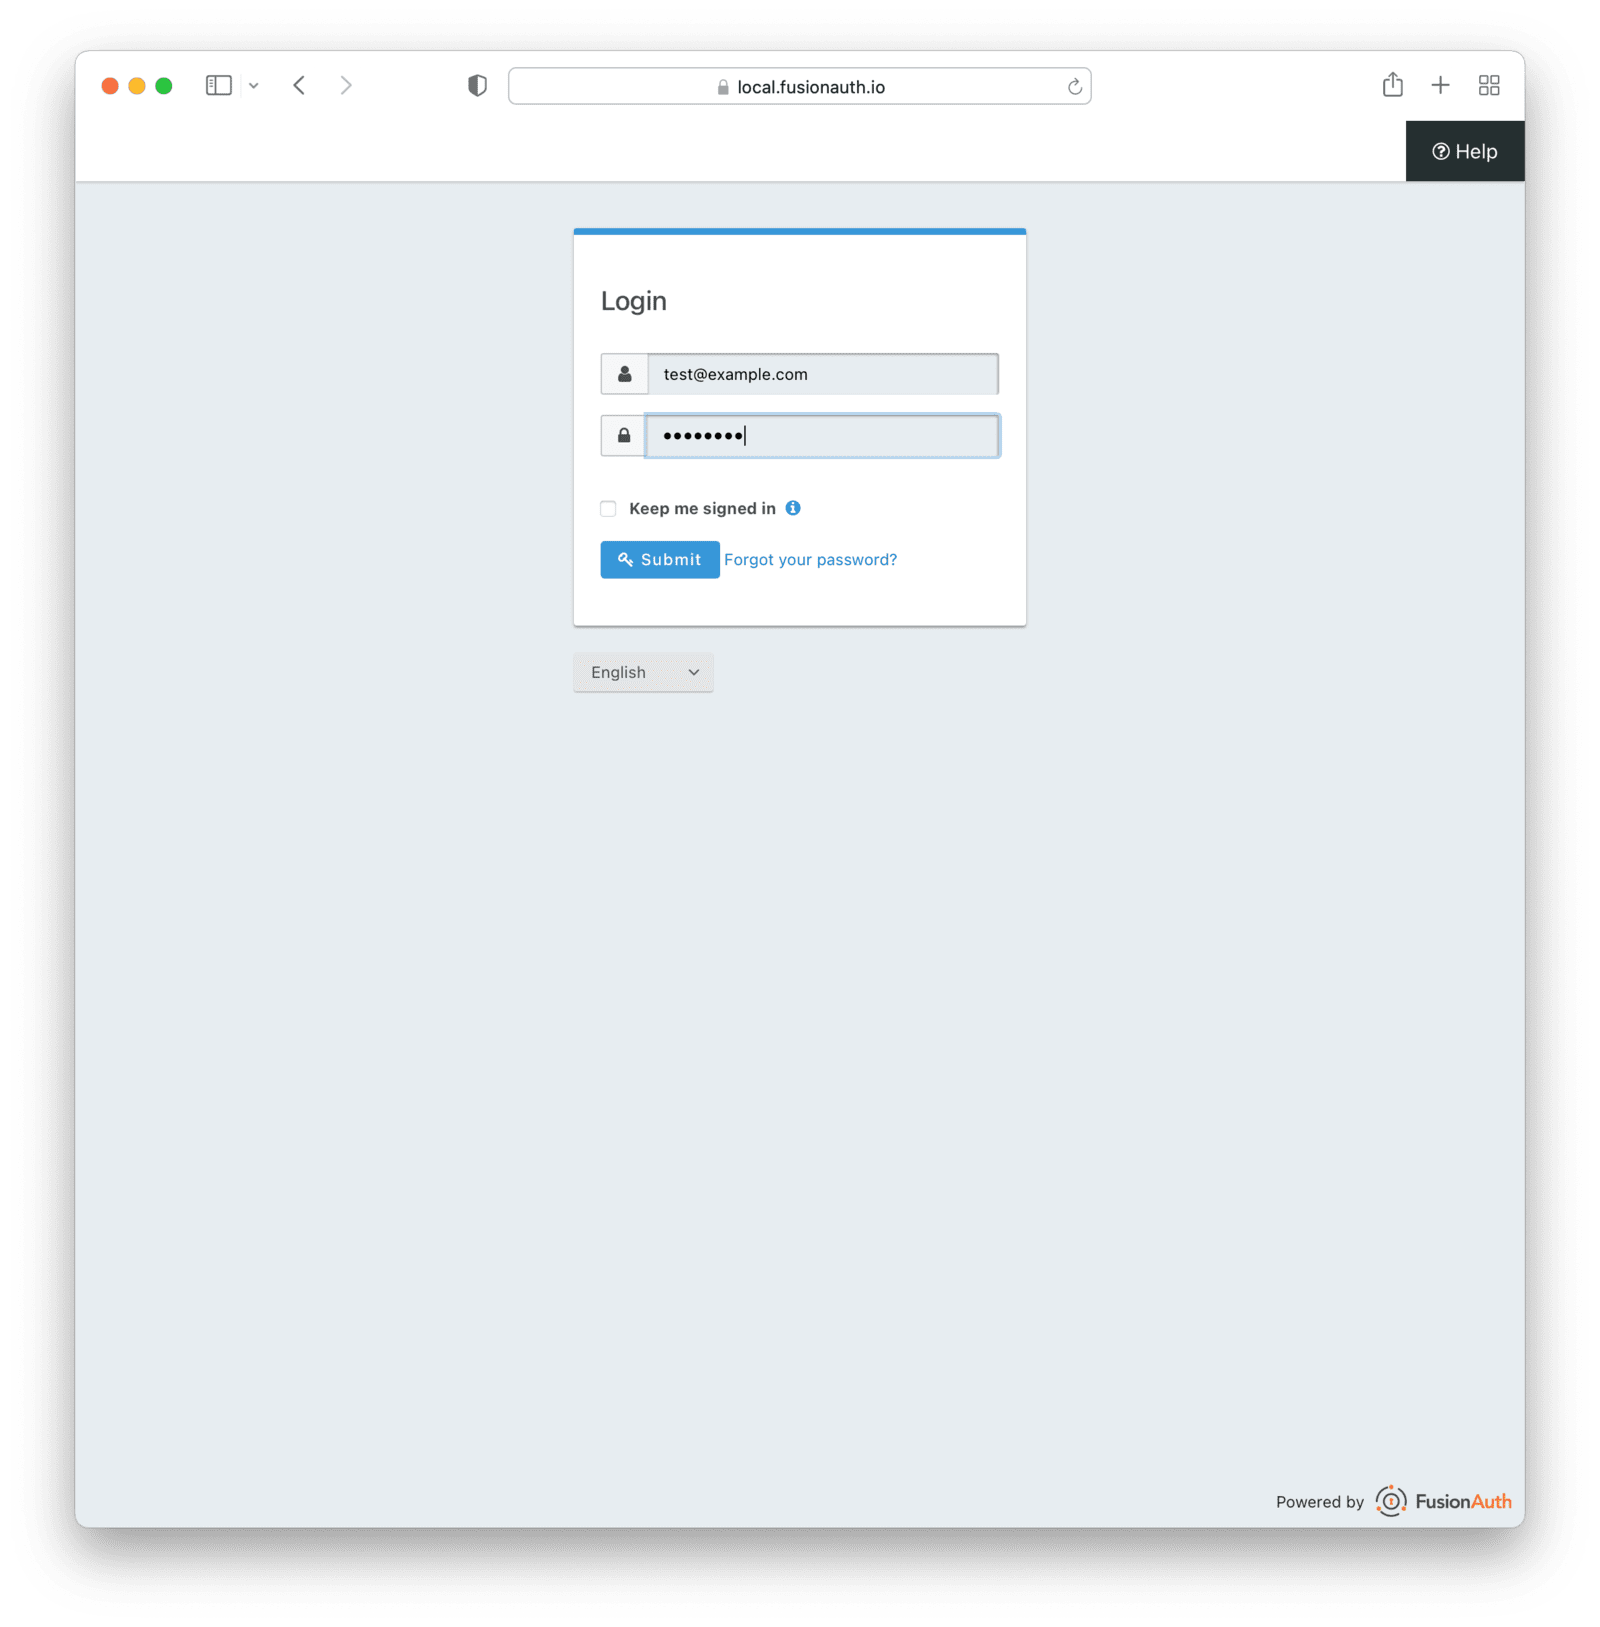 local.fusionauth.io
Help
Login
test@example.com
••••••••
Keep me signed in
Submit Forgot your password?
English
Powered by FusionAuth